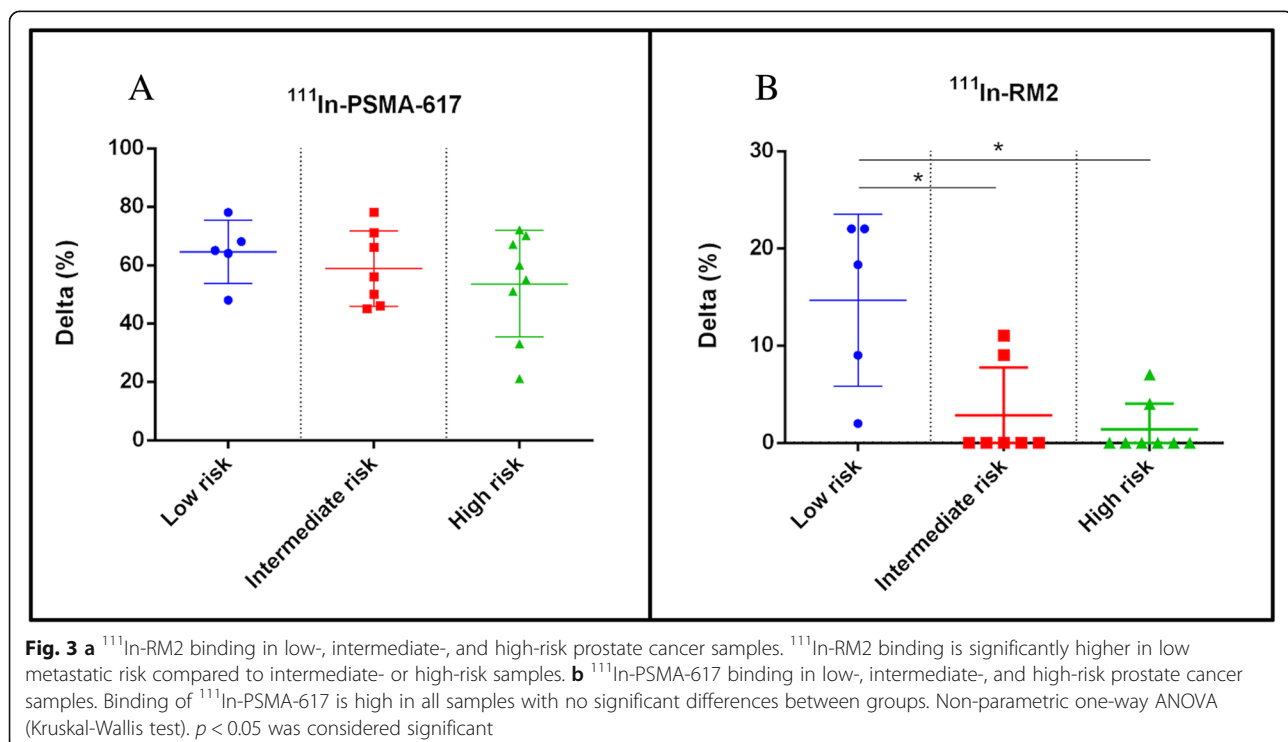 A
¹¹¹In-PSMA-617
Delta (%)
100
80
60
40
20
0
Low risk
Intermediate risk
High risk
B
¹¹¹In-RM2
Delta (%)
30
20
10
0
*
*
Low risk
Intermediate risk
High risk
Fig. 3 a ¹¹¹In-RM2 binding in low-, intermediate-, and high-risk prostate cancer samples. ¹¹¹In-RM2 binding is significantly higher in low
metastatic risk compared to intermediate- or high-risk samples. b ¹¹¹In-PSMA-617 binding in low-, intermediate-, and high-risk prostate cancer
samples. Binding of ¹¹¹In-PSMA-617 is high in all samples with no significant differences between groups. Non-parametric one-way ANOVA
(Kruskal-Wallis test). p < 0.05 was considered significant